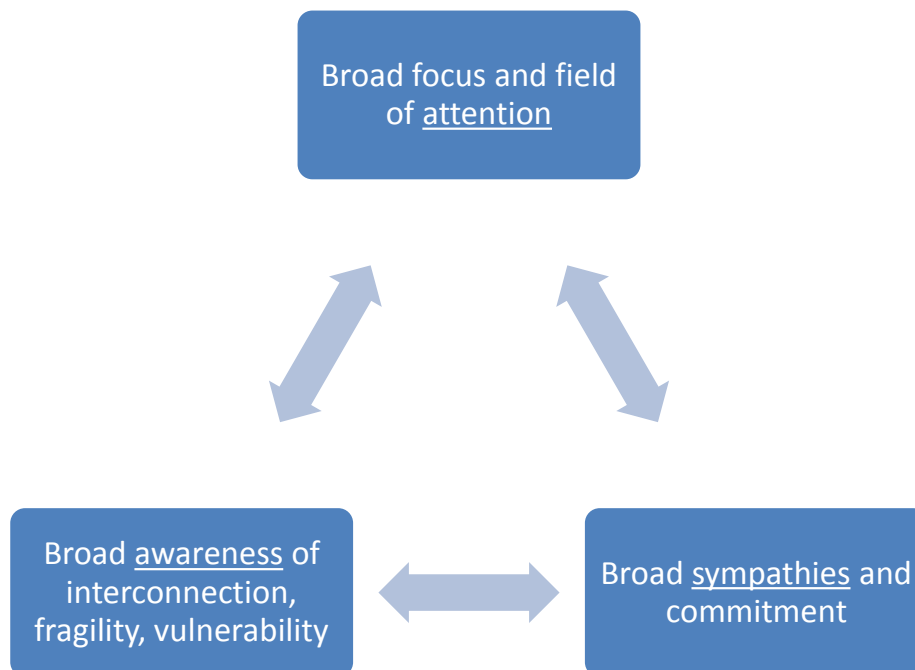 Broad focus and field
of attention
Broad awareness of
interconnection,
fragility, vulnerability
Broad sympathies and
commitment